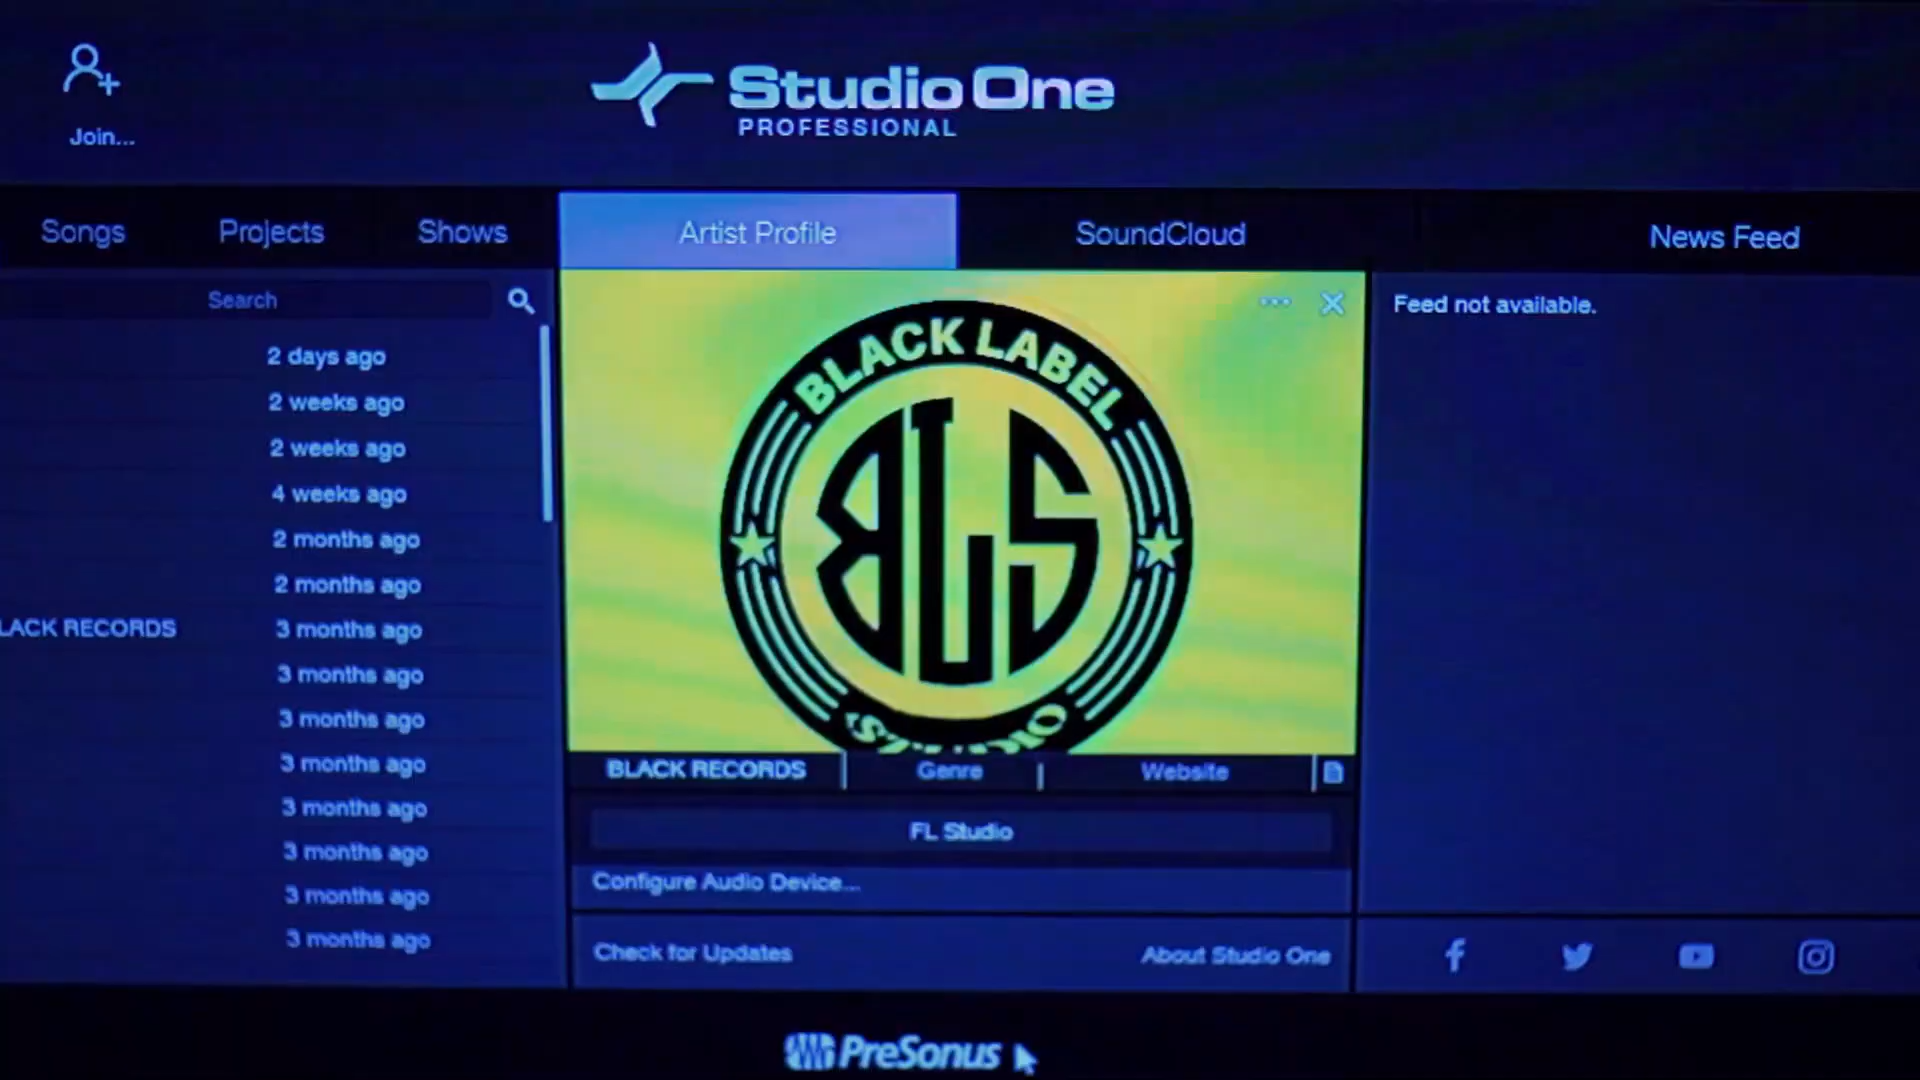 Join...
Studio One
PROFESSIONAL
Songs
Projects
Shows
Artist Profile
SoundCloud
News Feed
Search
2 days ago
2 weeks ago
2 weeks ago
4 weeks ago
2 months ago
2 months ago
LACK RECORDS 3 months ago
3 months ago
3 months ago
3 months ago
3 months ago
3 months ago
3 months ago
3 months ago
BLACK LABEL
BLS
STUDIO
BLACK RECORDS
Genre
Website
FL Studio
Configure Audio Device...
Check for Updates
About Studio One
Feed not available.
PreSonus